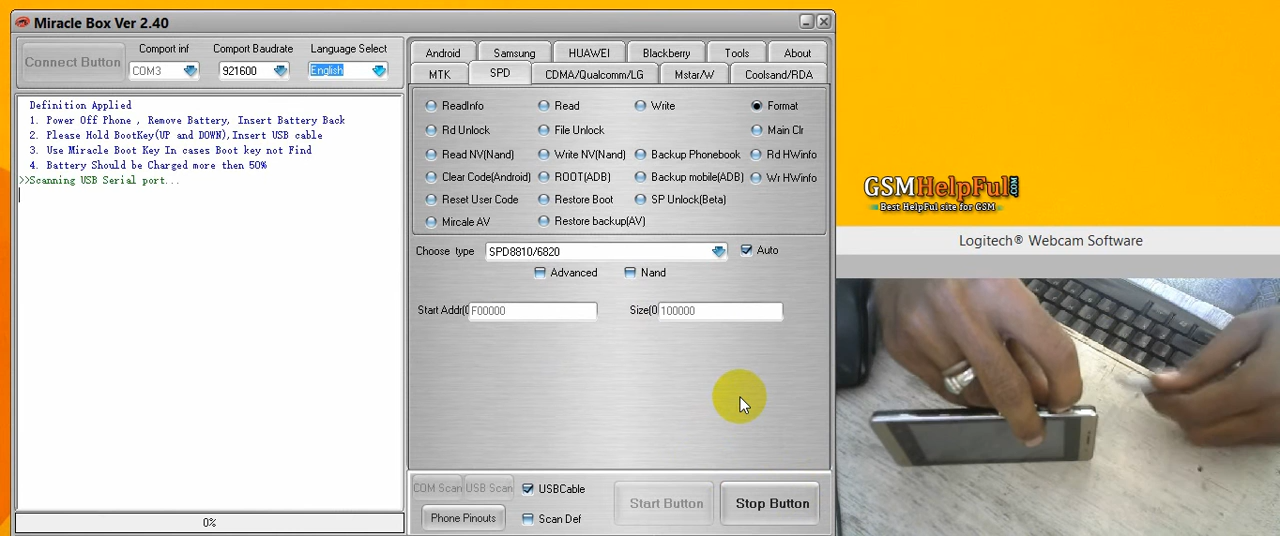 Miracle Box Ver 2.40
Connect Button
Comport inf
Comport Baudrate
Language Select
COM3
921600
English
Definition Applied
1. Power Off Phone , Remove Battery, Insert Battery Back
2. Please Hold BootKey(UP and DOWN),Insert USB cable
3. Use Miracle Boot Key In cases Boot key not Find
4. Battery Should be Charged more then 50%
>>Scanning USB Serial port...
0%
Android
Samsung
HUAWEI
Blackberry
Tools
About
MTK
SPD
CDMA/Qualcomm/LG
Mstar/W
Coolsand/RDA
ReadInfo
Read
Write
Format
Rd Unlock
File Unlock
Main Clr
Read NV(Nand)
Write NV(Nand)
Backup Phonebook
Rd HWinfo
Clear Code(Android)
ROOT(ADB)
Backup mobile(ADB)
Wr HWinfo
Reset User Code
Restore Boot
SP Unlock(Beta)
Mircale AV
Restore backup(AV)
Choose type
SPD8810/6820
Auto
Advanced
Nand
Start Addr(0
F00000
Size(0
100000
COM Scan
USB Scan
USBCable
Phone Pinouts
Scan Def
Start Button
Stop Button
GSMHelpFul.COM
Best HelpFul site for GSM
Logitech® Webcam Software